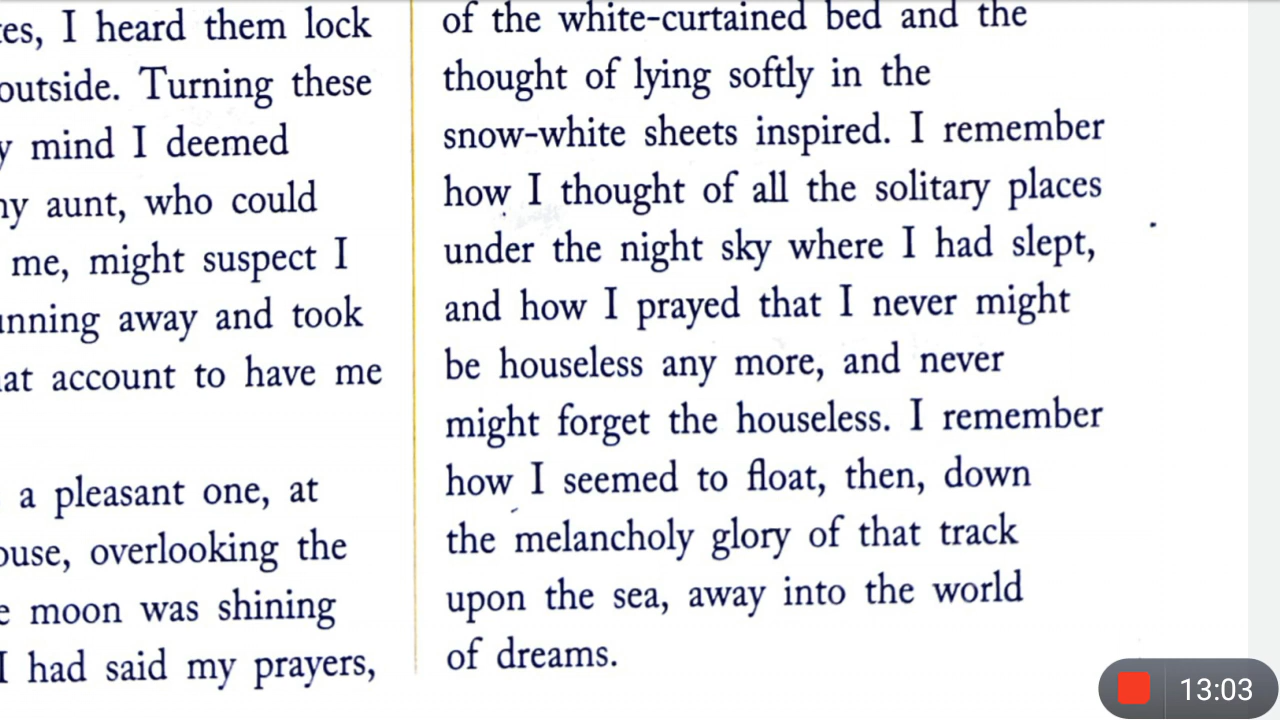 I heard them lock
outside. Turning these
mind I deemed
aunt, who could
me, might suspect I
away and took
account to have me
a pleasant one, at
overlooking the
moon was shining
I had said my prayers,
of the white-curtained bed and the
thought of lying softly in the
snow-white sheets inspired. I remember
how I thought of all the solitary places
under the night sky where I had slept,
and how I prayed that I never might
be houseless any more, and never
might forget the houseless. I remember
how I seemed to float, then, down
the melancholy glory of that track
upon the sea, away into the world
of dreams.
13:03